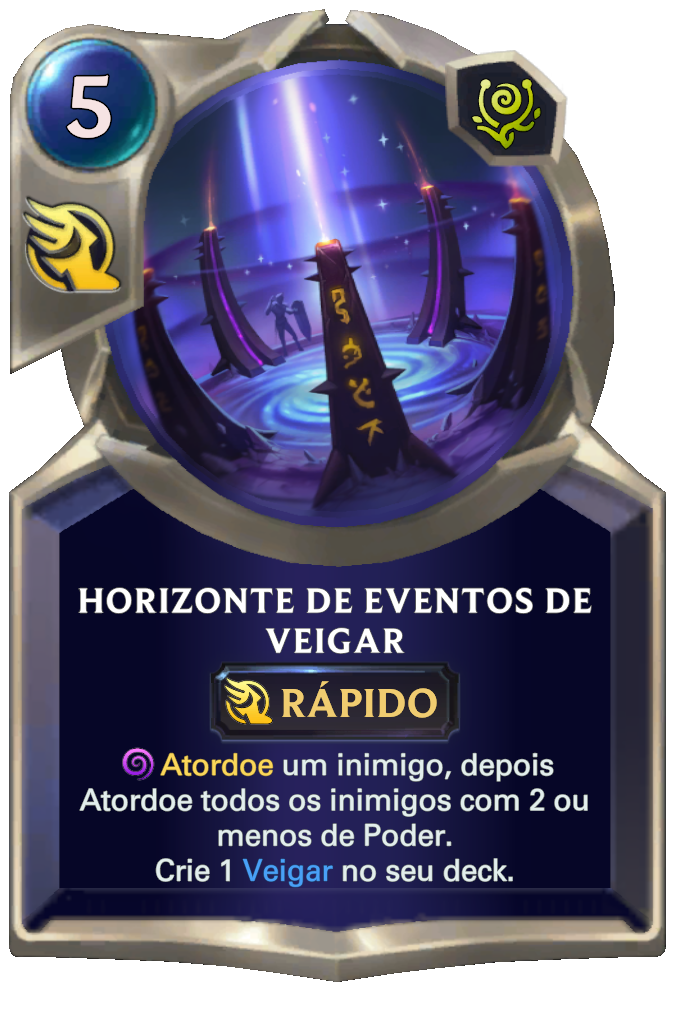 5
HORIZONTE DE EVENTOS DE
VEIGAR
RÁPIDO
Atordoe um inimigo, depois
Atordoe todos os inimigos com 2 ou
menos de Poder.
Crie 1 Veigar no seu deck.